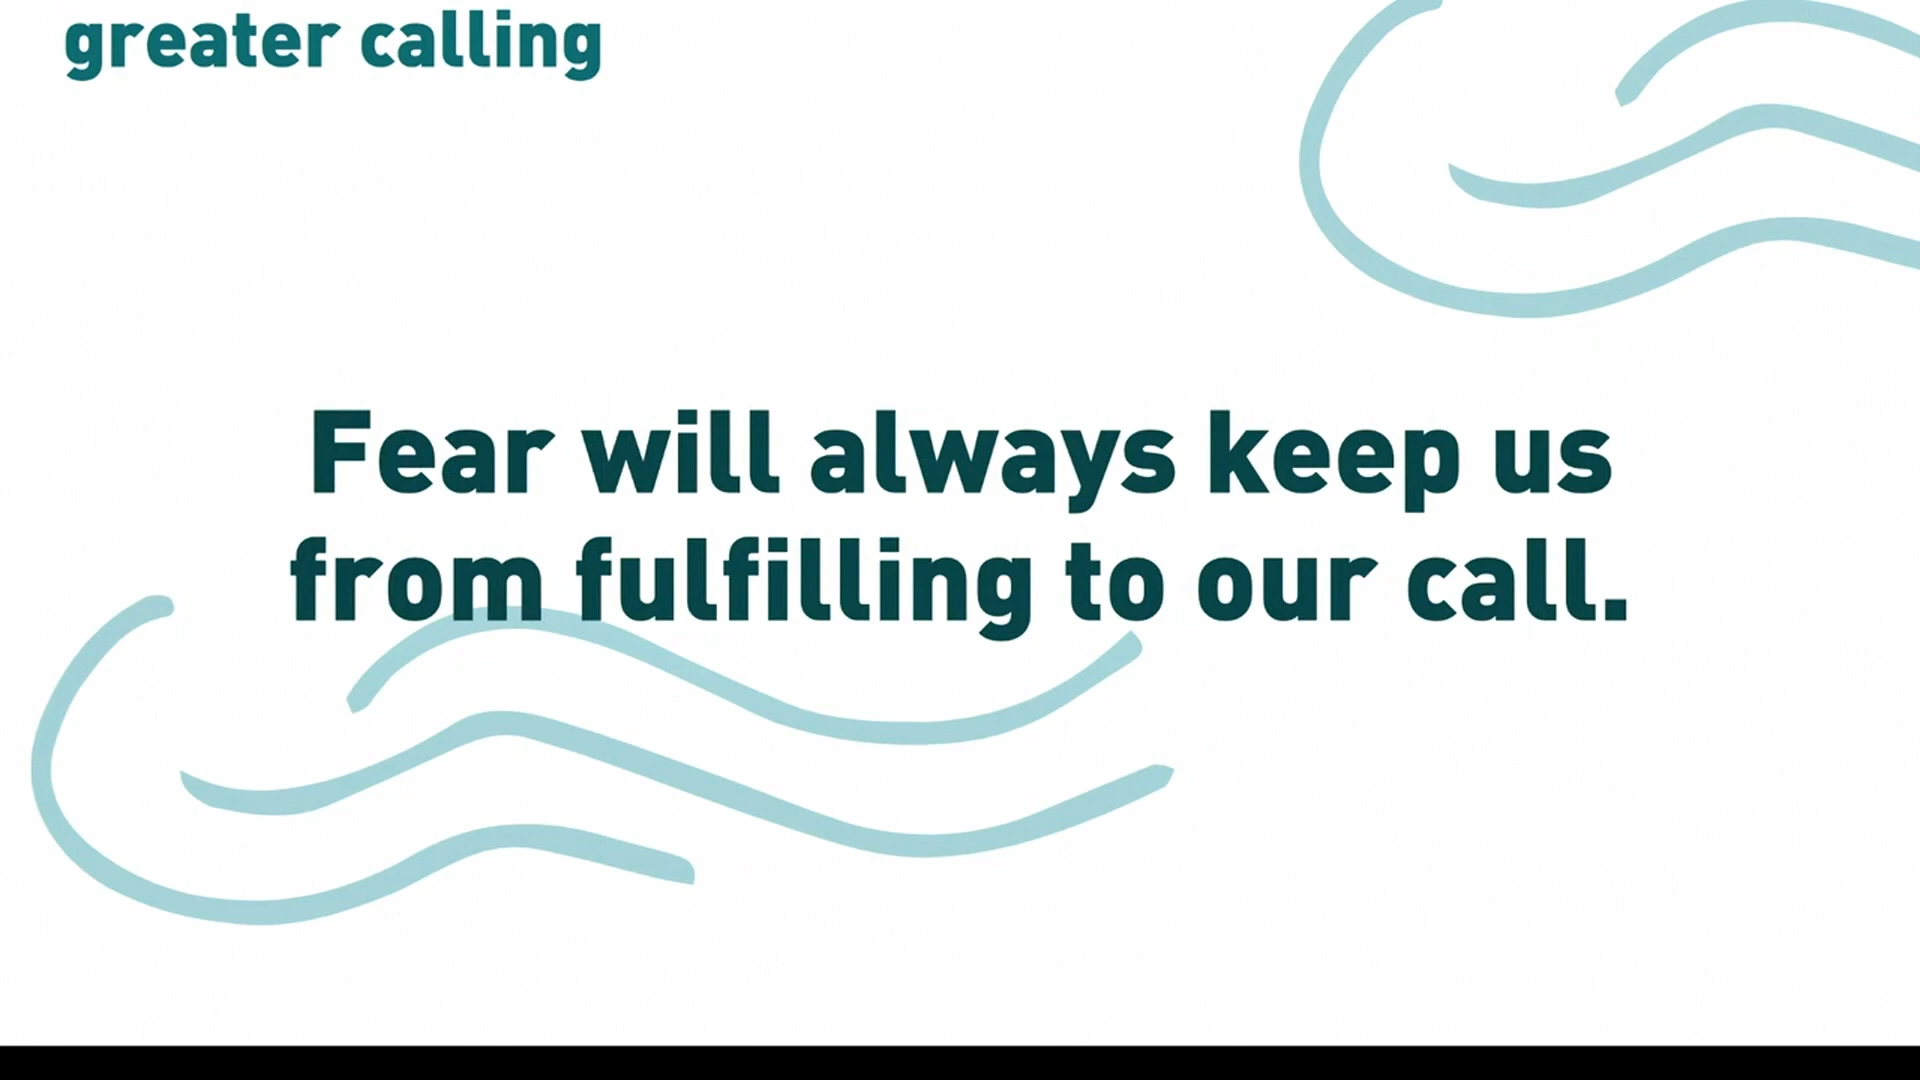 greater calling
Fear will always keep us
from fulfilling to our call.